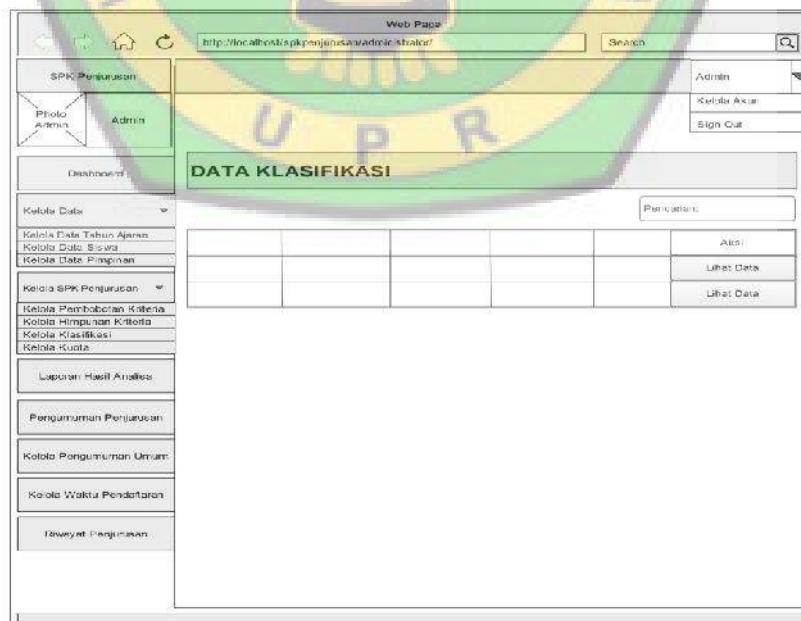 Web Page
http://localhost/spkpenjurusan/administrator/
Search
SPK Penjurusan
Admin
Kelola Akun
Sign Out
Photo Admin
Admin
UPR
Dashboard
DATA KLASIFIKASI
Kelola Data
Pencarian:
Kelola Data Tahun Ajaran
Kelola Data Siswa
Kelola Data Pimpinan
Aksi
Lihat Data
Lihat Data
Kelola SPK Penjurusan
Kelola Pembobotan Kriteria
Kelola Himpunan Kriteria
Kelola Klasifikasi
Kelola Kuota
Laporan Hasil Analisa
Pengumuman Penjurusan
Kelola Pengumuman Umum
Kelola Waktu Pendaftaran
Riwayat Penjurusan